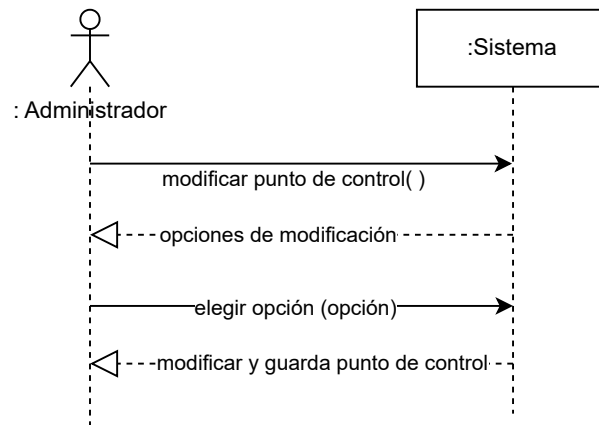 :Sistema
: Administrador
modificar punto de control( )
opciones de modificación
elegir opción (opción)
modificar y guarda punto de control